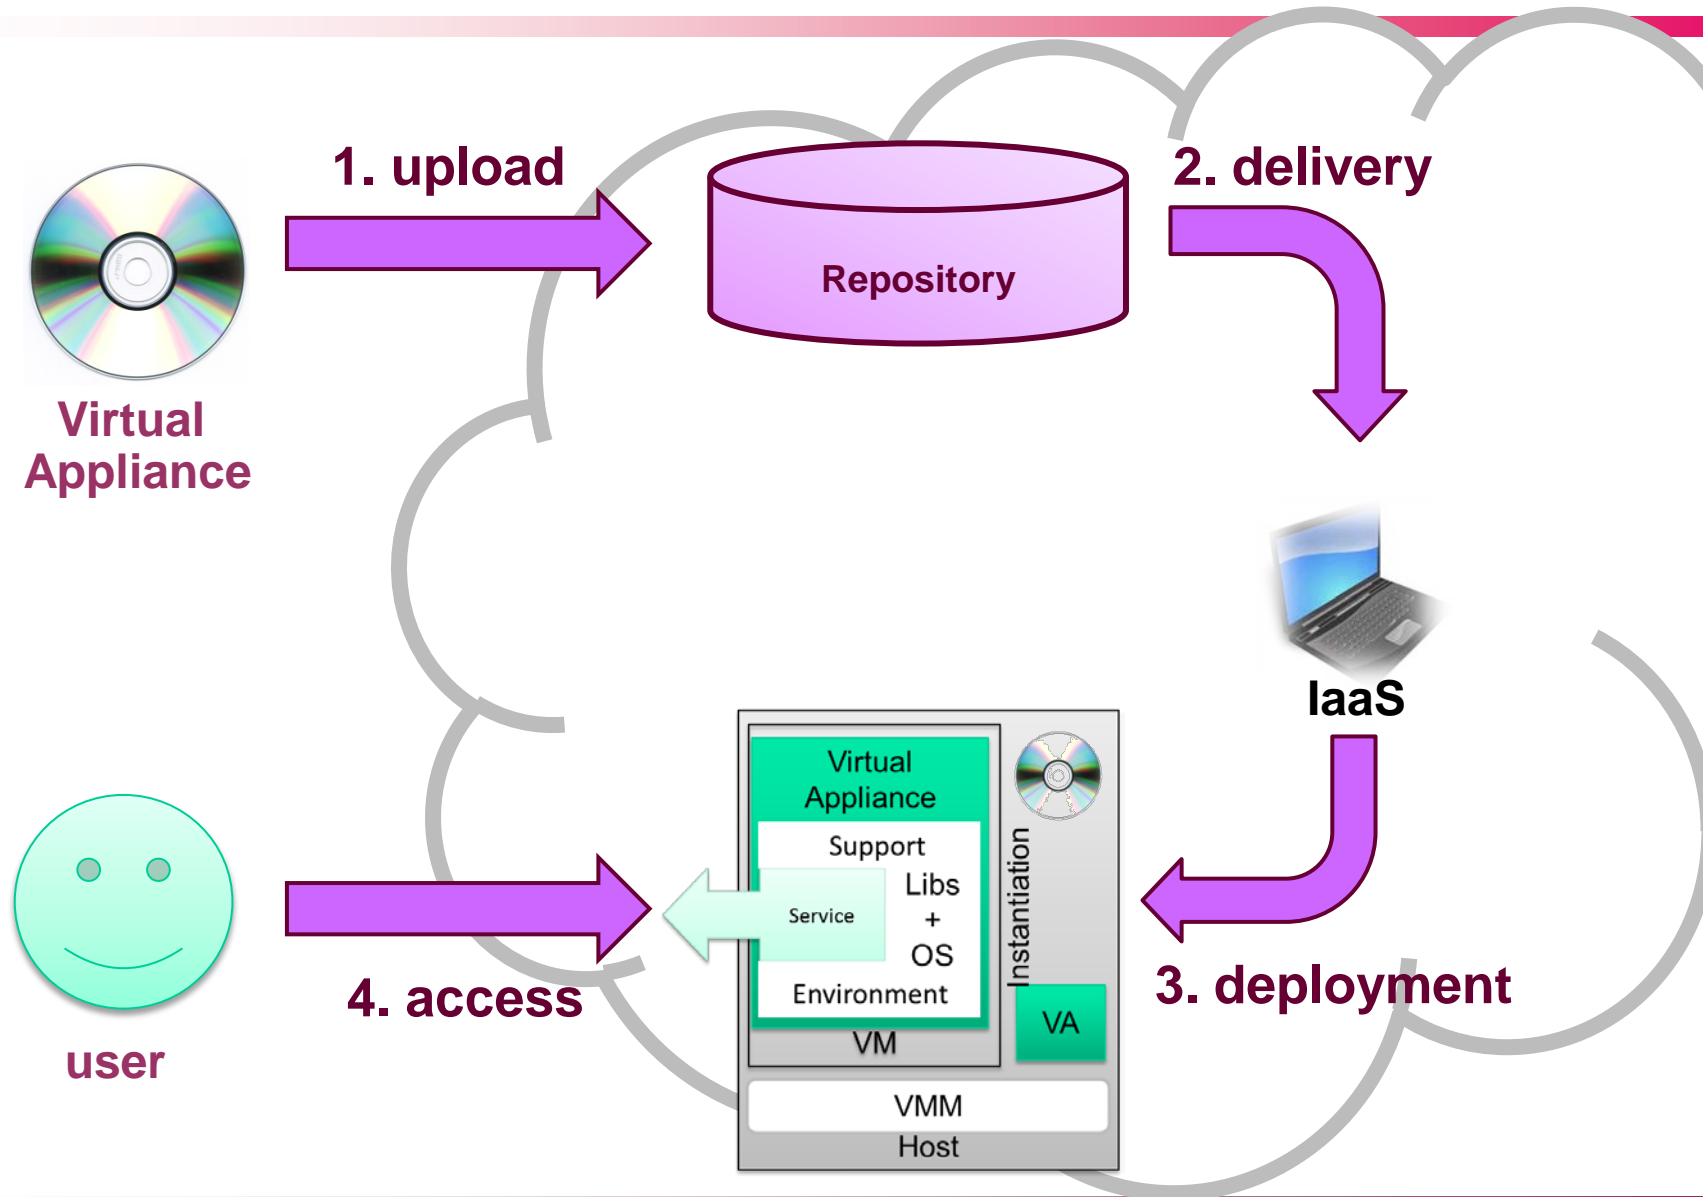 1. upload
2. delivery
Repository
Virtual
Appliance
IaaS
Virtual
Appliance
Support
Service
Libs
+
OS
Environment
VM
Instantiation
VA
VMM
Host
3. deployment
4. access
user